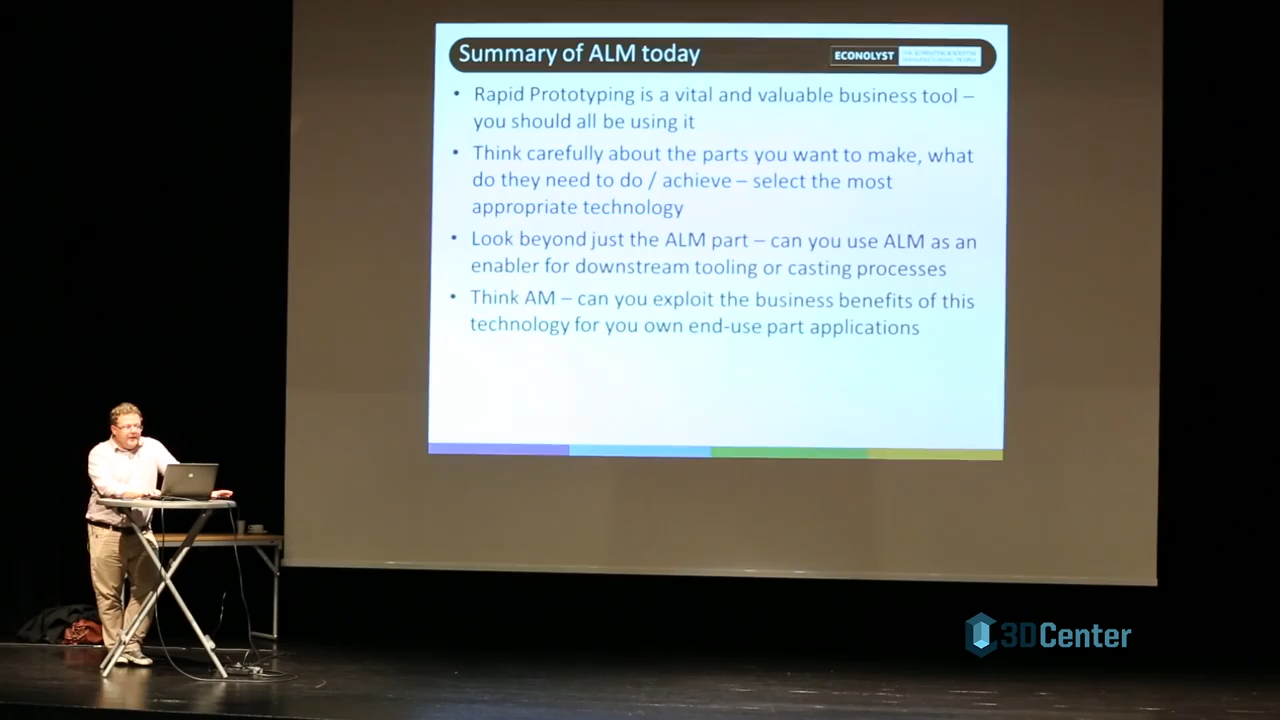 Summary of ALM today
ECONOLYST
• Rapid Prototyping is a vital and valuable business tool –
you should all be using it
• Think carefully about the parts you want to make, what
do they need to do / achieve – select the most
appropriate technology
• Look beyond just the ALM part – can you use ALM as an
enabler for downstream tooling or casting processes
• Think AM – can you exploit the business benefits of this
technology for you own end-use part applications
3DCenter